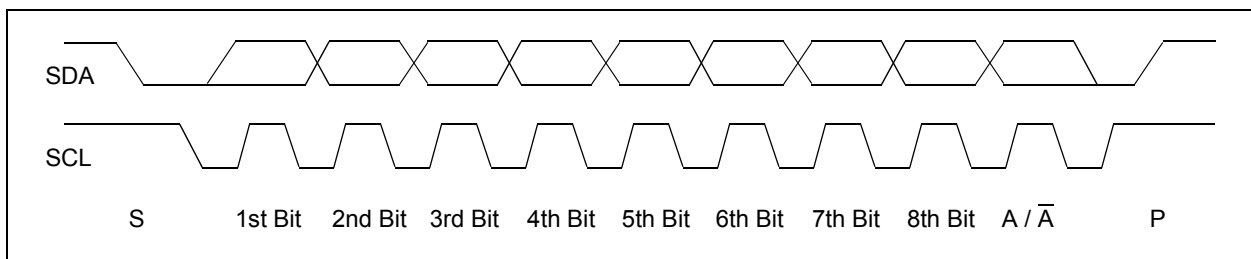 SDA
SCL
S 1st Bit 2nd Bit 3rd Bit 4th Bit 5th Bit 6th Bit 7th Bit 8th Bit A / A̅ P